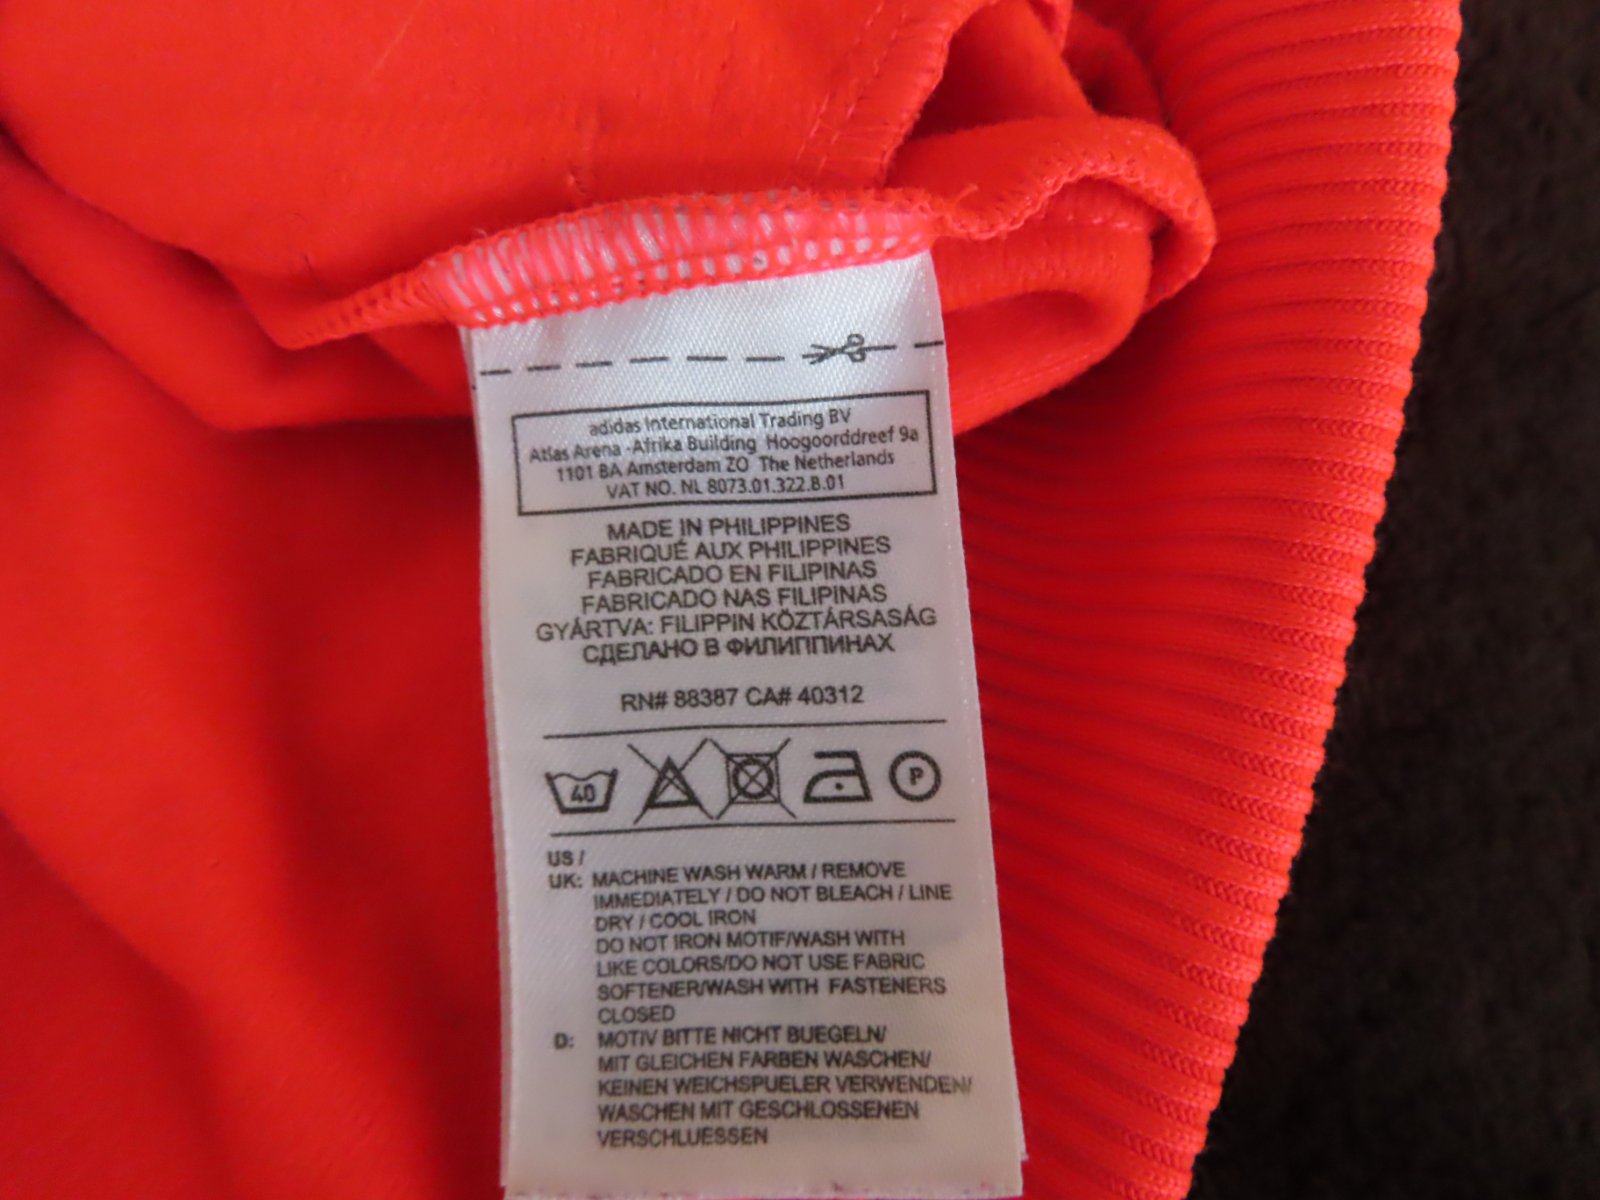 adidas International Trading BV
Atlas Arena -Afrika Building Hoogoorddreef 9a
1101 BA Amsterdam ZO The Netherlands
VAT NO. NL 8073.01.322.B.01
MADE IN PHILIPPINES
FABRIQUÉ AUX PHILIPPINES
FABRICADO EN FILIPINAS
FABRICADO NAS FILIPINAS
GYÁRTVA: FILIPPIN KÖZTÁRSASÁG
СДЕЛАНО В ФИЛИППИНАХ
RN# 88387 CA# 40312
40 P
US /
UK: MACHINE WASH WARM / REMOVE
IMMEDIATELY / DO NOT BLEACH / LINE
DRY / COOL IRON
DO NOT IRON MOTIF/WASH WITH
LIKE COLORS/DO NOT USE FABRIC
SOFTENER/WASH WITH FASTENERS
CLOSED
D: MOTIV BITTE NICHT BUEGELN/
MIT GLEICHEN FARBEN WASCHEN/
KEINEN WEICHSPUELER VERWENDEN/
WASCHEN MIT GESCHLOSSENEN
VERSCHLUESSEN